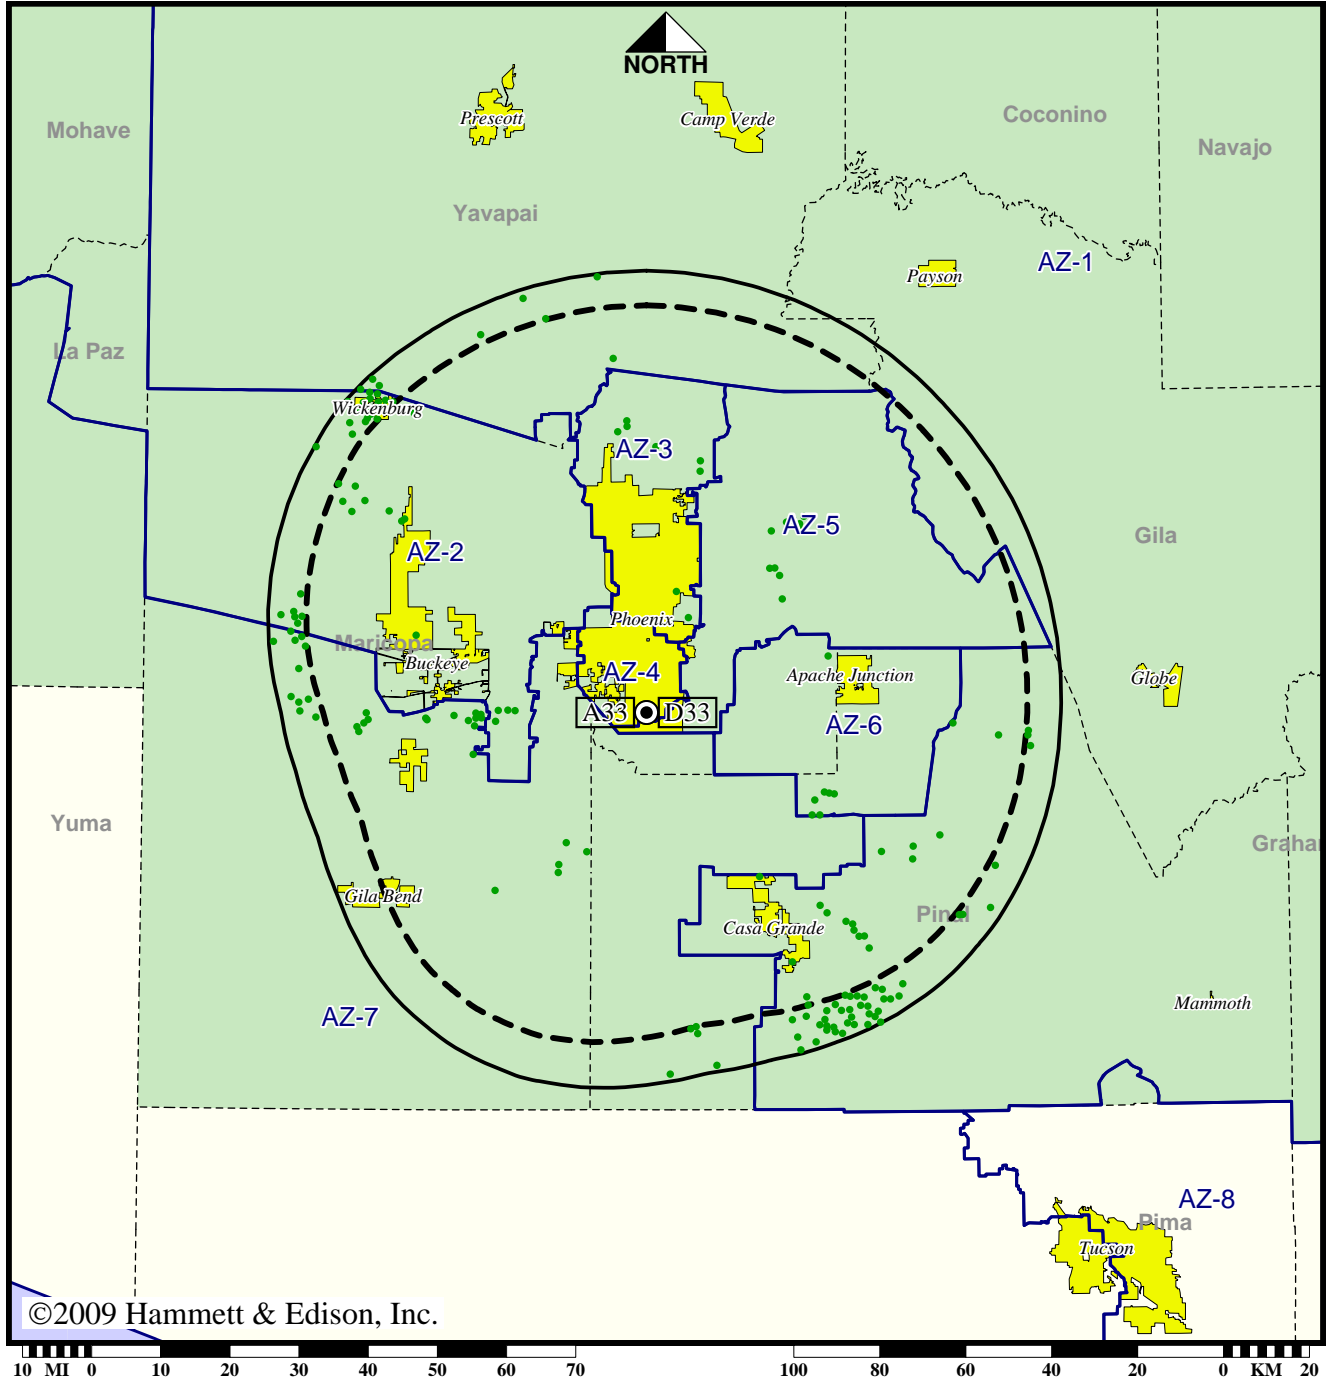 NORTH
Prescott
Camp Verde
Mohave
Coconino
Navajo
Yavapai
AZ-1
Payson
La Paz
Wickenburg
AZ-3
AZ-5
AZ-2
Gila
Phoenix
Maricopa
Buckeye
AZ-4
Apache Junction
Globe
A33
D33
AZ-6
Yuma
Graha
Gila Bend
Pinal
Casa Grande
Mammoth
AZ-7
AZ-8
Pima
Tucson
©2009 Hammett & Edison, Inc.
10 MI 0 10 20 30 40 50 60 70 100 80 60 40 20 0 KM 20